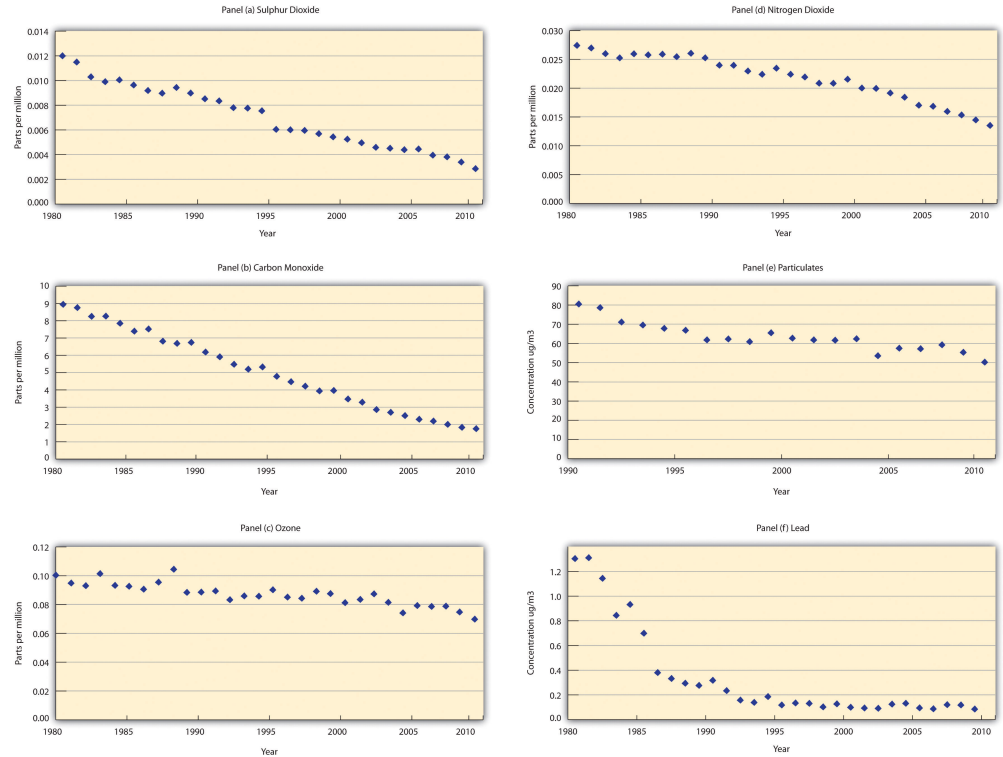 Panel (a) Sulphur Dioxide
Parts per million
0.014
0.012
0.010
0.008
0.006
0.004
0.002
0.000
1980 1985 1990 1995 2000 2005 2010
Year
Panel (d) Nitrogen Dioxide
Parts per million
0.030
0.025
0.020
0.015
0.010
0.005
0.000
1980 1985 1990 1995 2000 2005 2010
Year
Panel (b) Carbon Monoxide
Parts per million
10
9
8
7
6
5
4
3
2
1
0
1980 1985 1990 1995 2000 2005 2010
Year
Panel (e) Particulates
Concentration ug/m3
90
80
70
60
50
40
30
20
10
0
1990 1995 2000 2005 2010
Year
Panel (c) Ozone
Parts per million
0.12
0.10
0.08
0.06
0.04
0.02
0.00
1980 1985 1990 1995 2000 2005 2010
Year
Panel (f) Lead
Concentration ug/m3
1.2
1.0
0.8
0.6
0.4
0.2
0.0
1980 1985 1990 1995 2000 2005 2010
Year